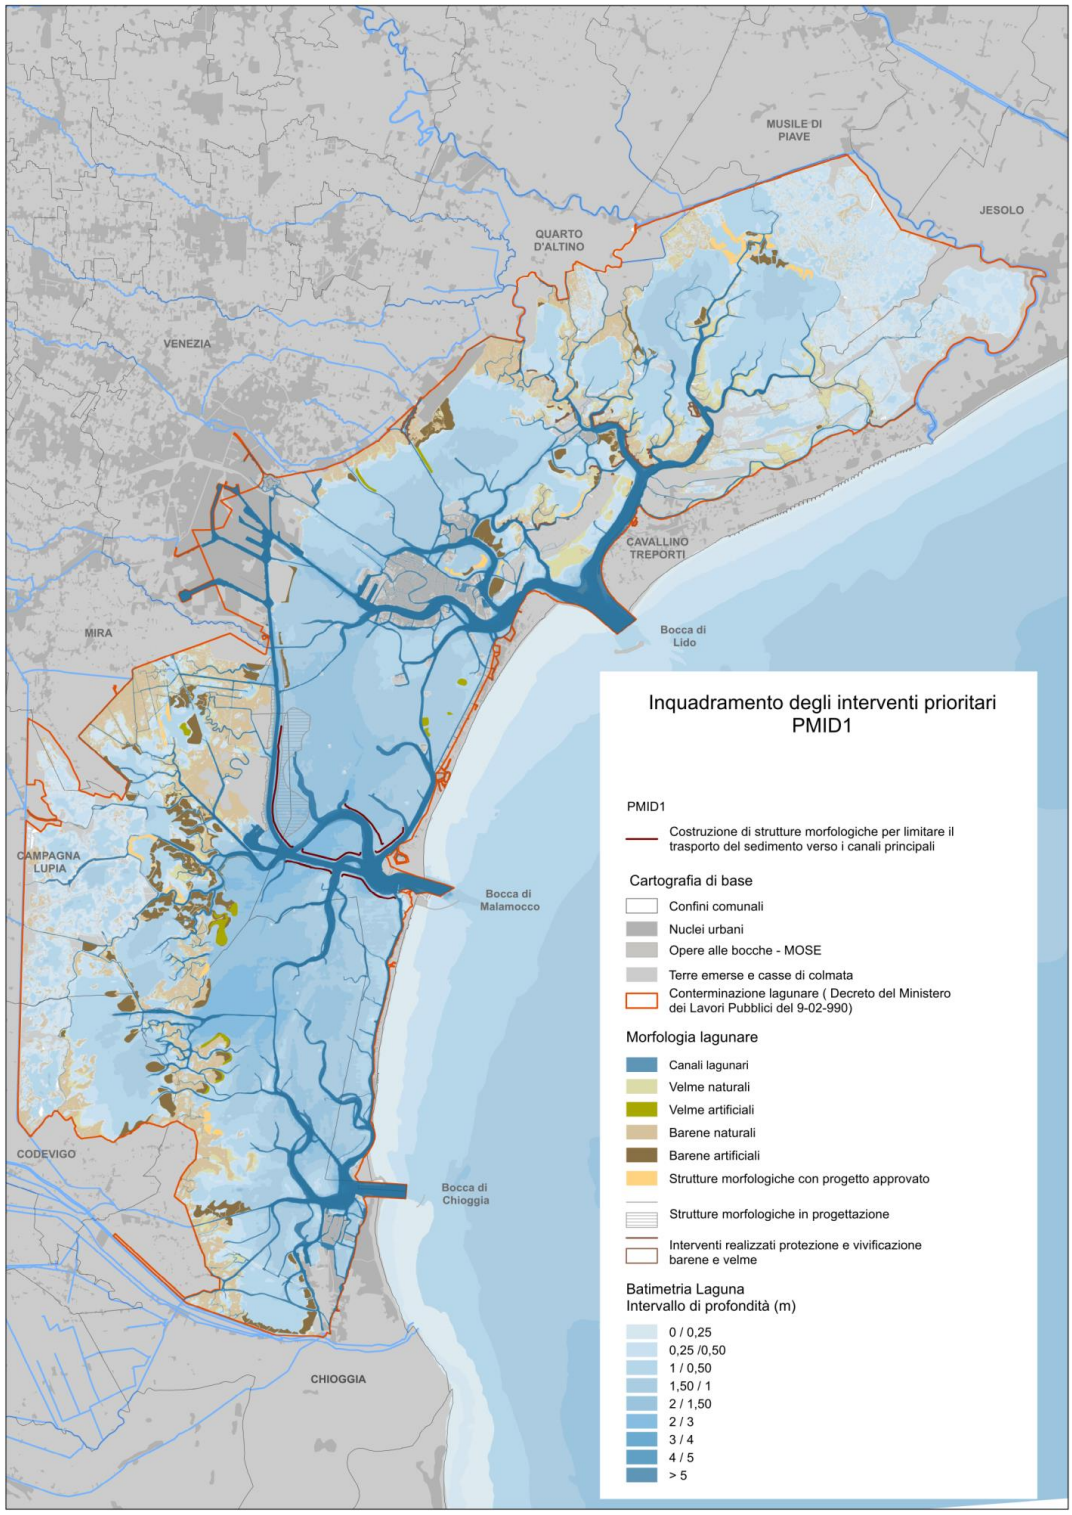 MUSILE DI
PIAVE
JESOLO
QUARTO
D'ALTINO
VENEZIA
CAVALLINO
TREPORTI
MIRA
Bocca di
Lido
CAMPAGNA
LUPIA
Bocca di
Malamocco
CODEVIGO
Bocca di
Chioggia
CHIOGGIA
Inquadramento degli interventi prioritari
PMID1
PMID1
Costruzione di strutture morfologiche per limitare il
trasporto del sedimento verso i canali principali
Cartografia di base
Confini comunali
Nuclei urbani
Opere alle bocche - MOSE
Terre emerse e casse di colmata
Conterminazione lagunare ( Decreto del Ministero
dei Lavori Pubblici del 9-02-990)
Morfologia lagunare
Canali lagunari
Velme naturali
Velme artificiali
Barene naturali
Barene artificiali
Strutture morfologiche con progetto approvato
Strutture morfologiche in progettazione
Interventi realizzati protezione e vivificazione
barene e velme
Batimetria Laguna
Intervallo di profondità (m)
0 / 0,25
0,25 /0,50
1 / 0,50
1,50 / 1
2 / 1,50
2 / 3
3 / 4
4 / 5
> 5